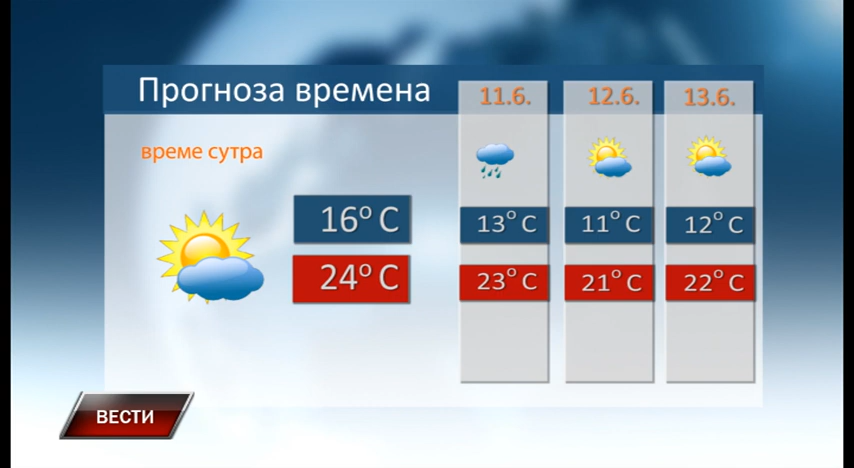 Прогноза времена
време сутра
16° C
24° C
11.6.
13° C
23° C
12.6.
11° C
21° C
13.6.
12° C
22° C
ВЕСТИ